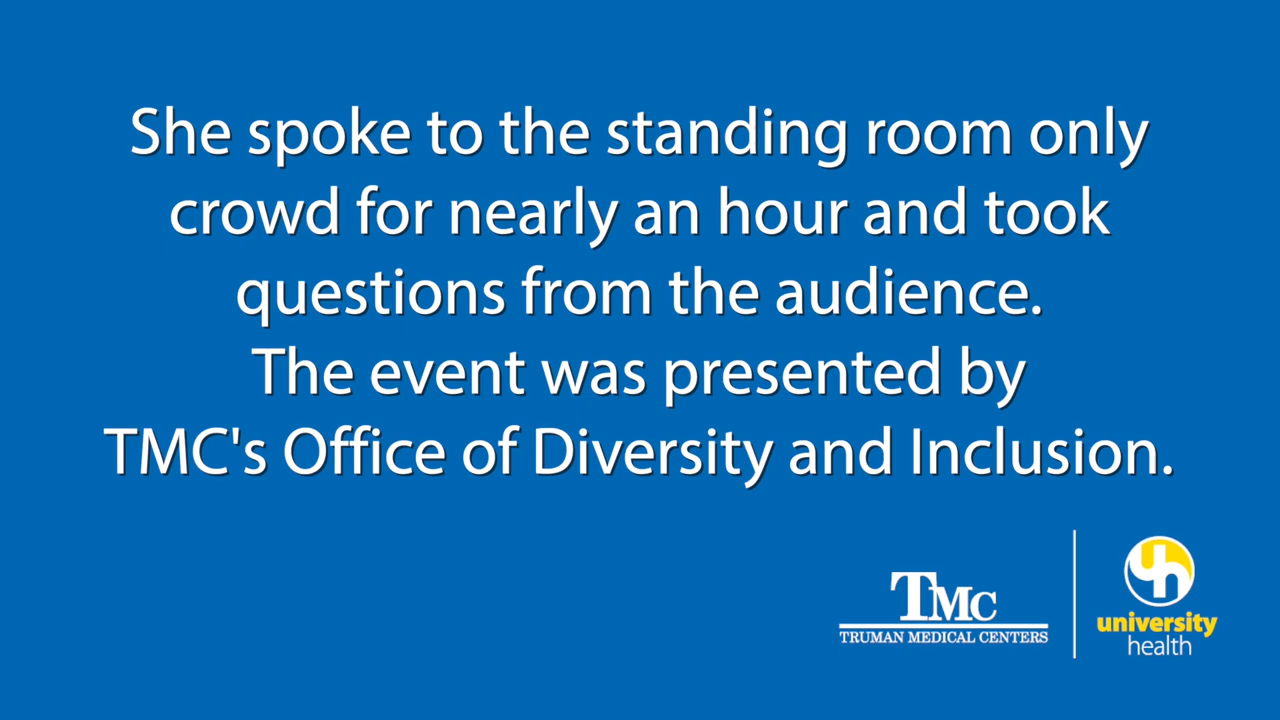 She spoke to the standing room only
crowd for nearly an hour and took
questions from the audience.
The event was presented by
TMC's Office of Diversity and Inclusion.
TMC
TRUMAN MEDICAL CENTERS
uh
university
health